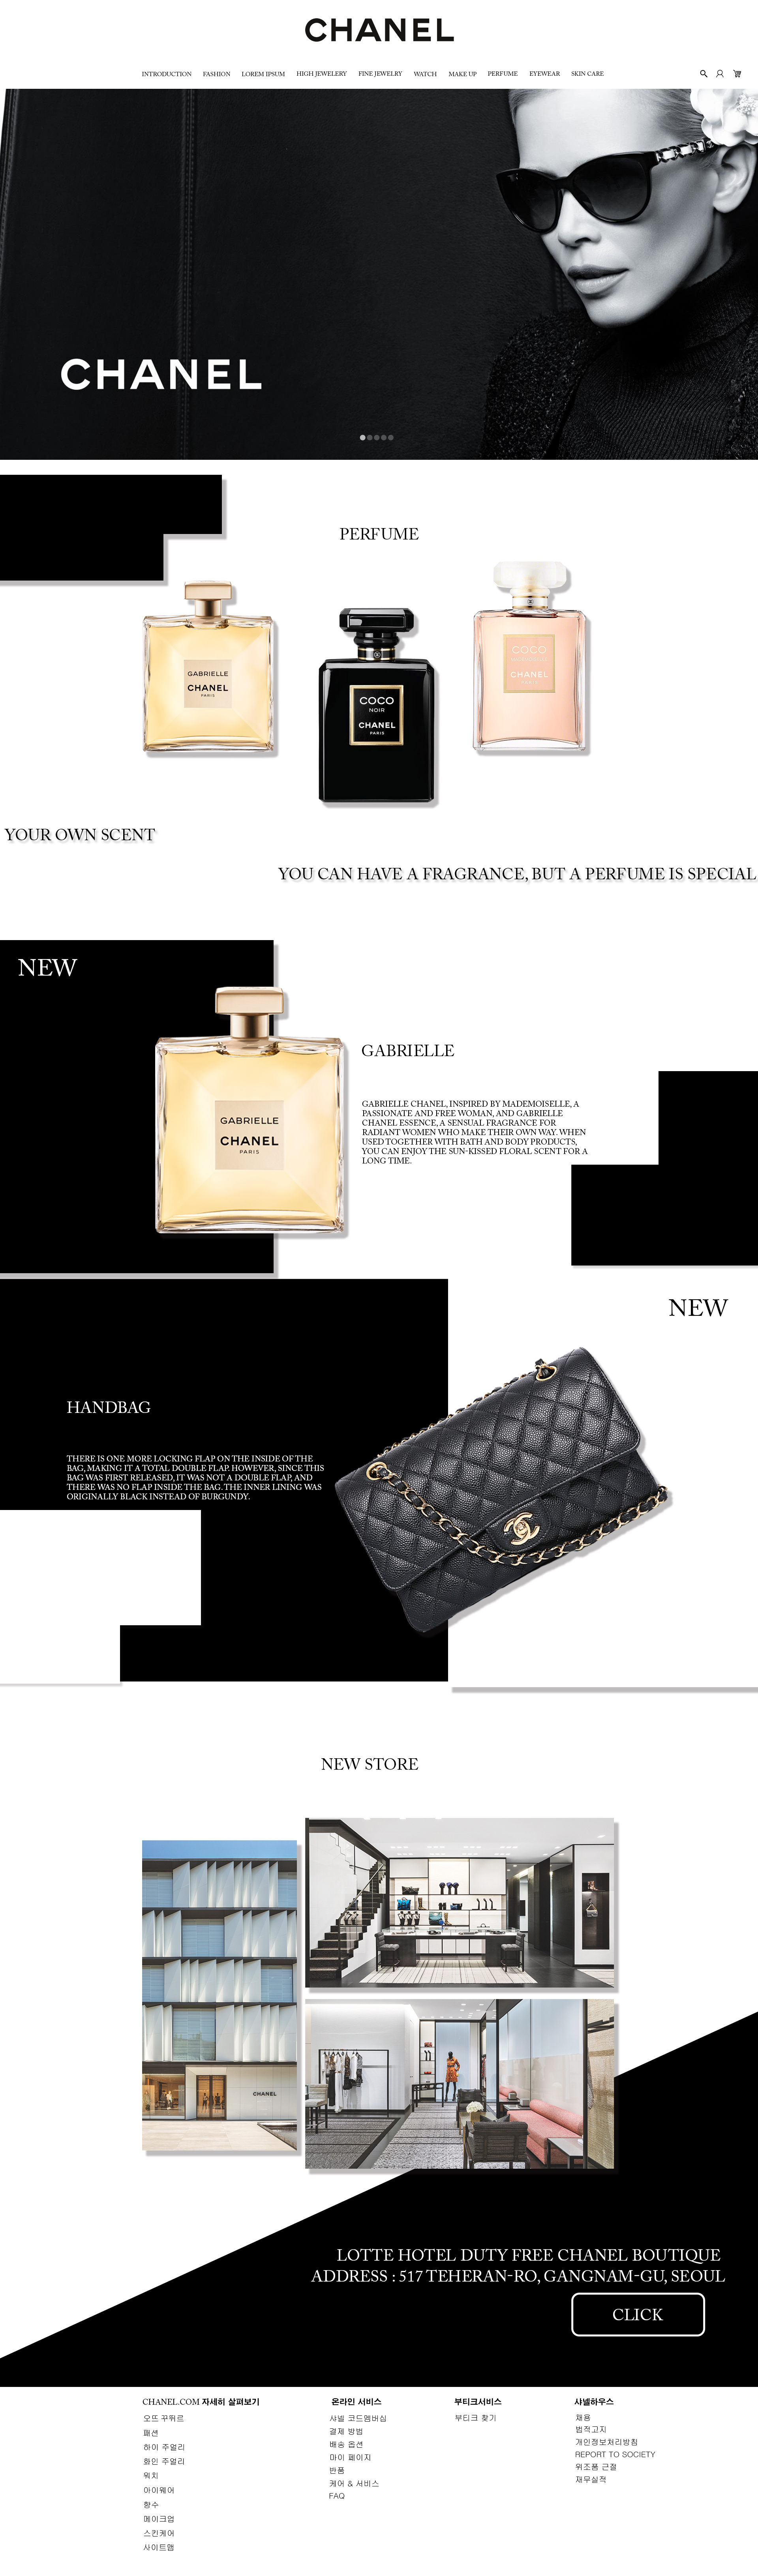 CHANEL
INTRODUCTION FASHION LOREM IPSUM HIGH JEWELERY FINE JEWELRY WATCH MAKE UP PERFUME EYEWEAR SKIN CARE
CHANEL
PERFUME
GABRIELLE
CHANEL
PARIS
COCO
NOIR
CHANEL
PARIS
COCO
MADEMOISELLE
CHANEL
PARIS
YOUR OWN SCENT
YOU CAN HAVE A FRAGRANCE, BUT A PERFUME IS SPECIAL
NEW
GABRIELLE
CHANEL
PARIS
GABRIELLE
GABRIELLE CHANEL, INSPIRED BY MADEMOISELLE, A
PASSIONATE AND FREE WOMAN, AND GABRIELLE
CHANEL ESSENCE, A SENSUAL FRAGRANCE FOR
RADIANT WOMEN WHO MAKE THEIR OWN WAY. WHEN
USED TOGETHER WITH BATH AND BODY PRODUCTS,
YOU CAN ENJOY THE SUN-KISSED FLORAL SCENT FOR A
LONG TIME.
NEW
HANDBAG
THERE IS ONE MORE LOCKING FLAP ON THE INSIDE OF THE
BAG, MAKING IT A TOTAL DOUBLE FLAP. HOWEVER, SINCE THIS
BAG WAS FIRST RELEASED, IT WAS NOT A DOUBLE FLAP, AND
THERE WAS NO FLAP INSIDE THE BAG. THE INNER LINING WAS
ORIGINALLY BLACK INSTEAD OF BURGUNDY.
NEW STORE
CHANEL
LOTTE HOTEL DUTY FREE CHANEL BOUTIQUE
ADDRESS : 517 TEHERAN-RO, GANGNAM-GU, SEOUL
CLICK
CHANEL.COM 자세히 살펴보기
오뜨 꾸뛰르
패션
하이 주얼리
화인 주얼리
워치
아이웨어
향수
메이크업
스킨케어
사이트맵
온라인 서비스
샤넬 코드멤버십
결제 방법
배송 옵션
마이 페이지
반품
케어 & 서비스
FAQ
부티크서비스
부티크 찾기
샤넬하우스
채용
법적고지
개인정보처리방침
REPORT TO SOCIETY
위조품 근절
재무실적